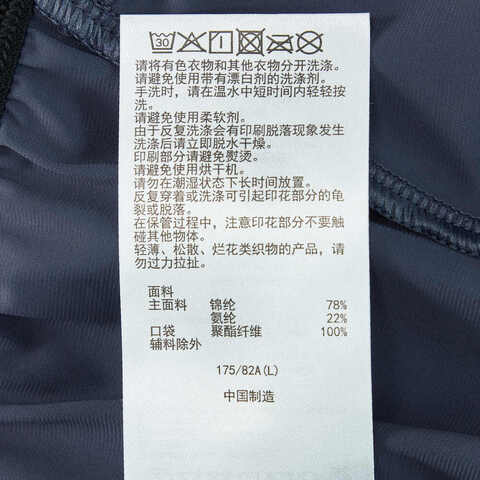 30
请将有色衣物和其他衣物分开洗涤。
请避免使用带有漂白剂的洗涤剂。
手洗时，请在温水中短时间内轻轻按
洗。
请避免使用柔软剂。
由于反复洗涤会有印刷脱落现象发生
洗涤后请立即脱水干燥。
印刷部分请避免熨烫。
请避免使用烘干机。
请勿在潮湿状态下长时间放置。
反复穿着或洗涤可引起印花部分的龟
裂或脱落。
在保管过程中，注意印花部分不要触
碰其他物体。
轻薄、松散、烂花类织物的产品，请
勿过力拉扯。
面料
主面料 锦纶 78%
氨纶 22%
口袋 聚酯纤维 100%
辅料除外
175/82A(L)
中国制造